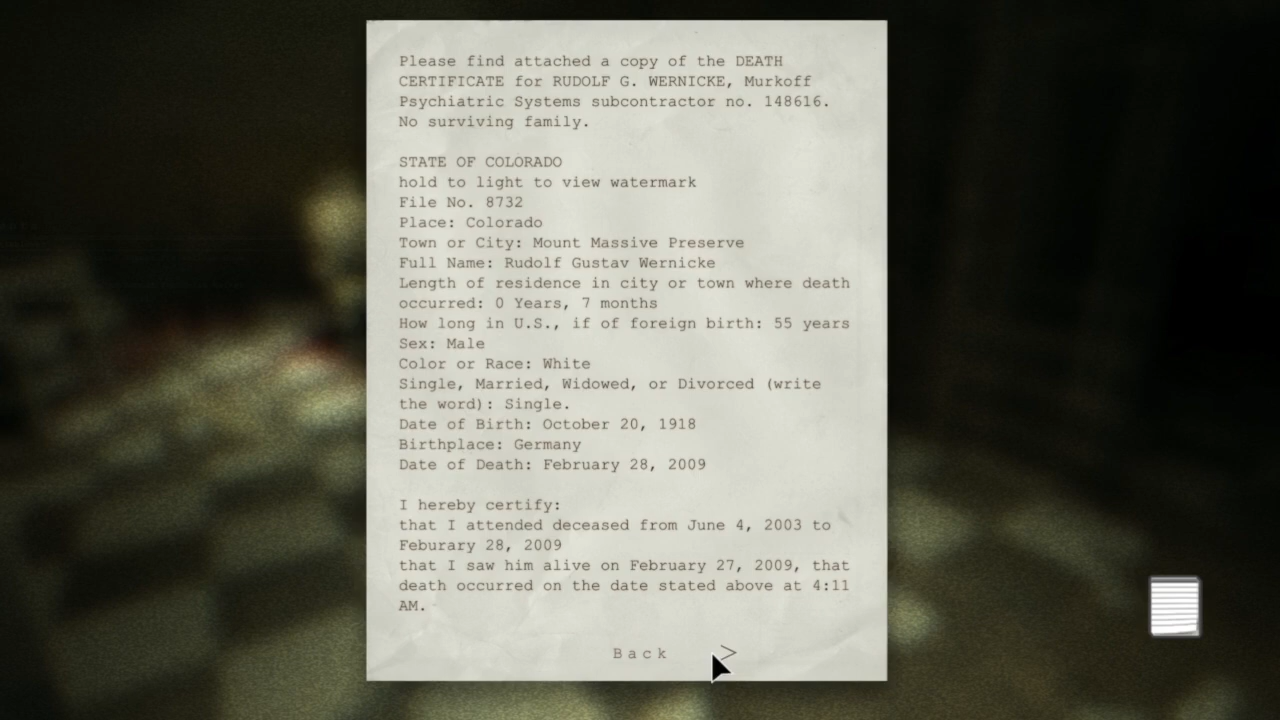 Please find attached a copy of the DEATH
CERTIFICATE for RUDOLF G. WERNICKE, Murkoff
Psychiatric Systems subcontractor no. 148616.
No surviving family.
STATE OF COLORADO
hold to light to view watermark
File No. 8732
Place: Colorado
Town or City: Mount Massive Preserve
Full Name: Rudolf Gustav Wernicke
Length of residence in city or town where death
occurred: 0 Years, 7 months
How long in U.S., if of foreign birth: 55 years
Sex: Male
Color or Race: White
Single, Married, Widowed, or Divorced (write
the word): Single.
Date of Birth: October 20, 1918
Birthplace: Germany
Date of Death: February 28, 2009
I hereby certify:
that I attended deceased from June 4, 2003 to
Feburary 28, 2009
that I saw him alive on February 27, 2009, that
death occurred on the date stated above at 4:11
AM.
Back >